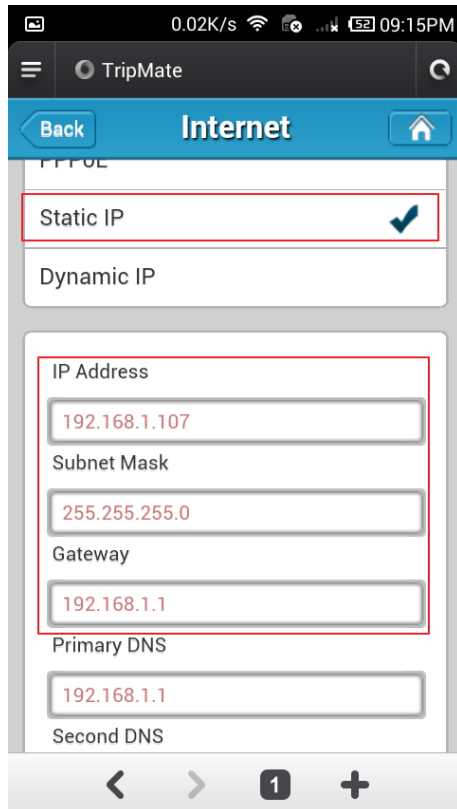 0.02K/s 52 09:15PM
TripMate
Back Internet
PPPoE
Static IP
Dynamic IP
IP Address
192.168.1.107
Subnet Mask
255.255.255.0
Gateway
192.168.1.1
Primary DNS
192.168.1.1
Second DNS
1